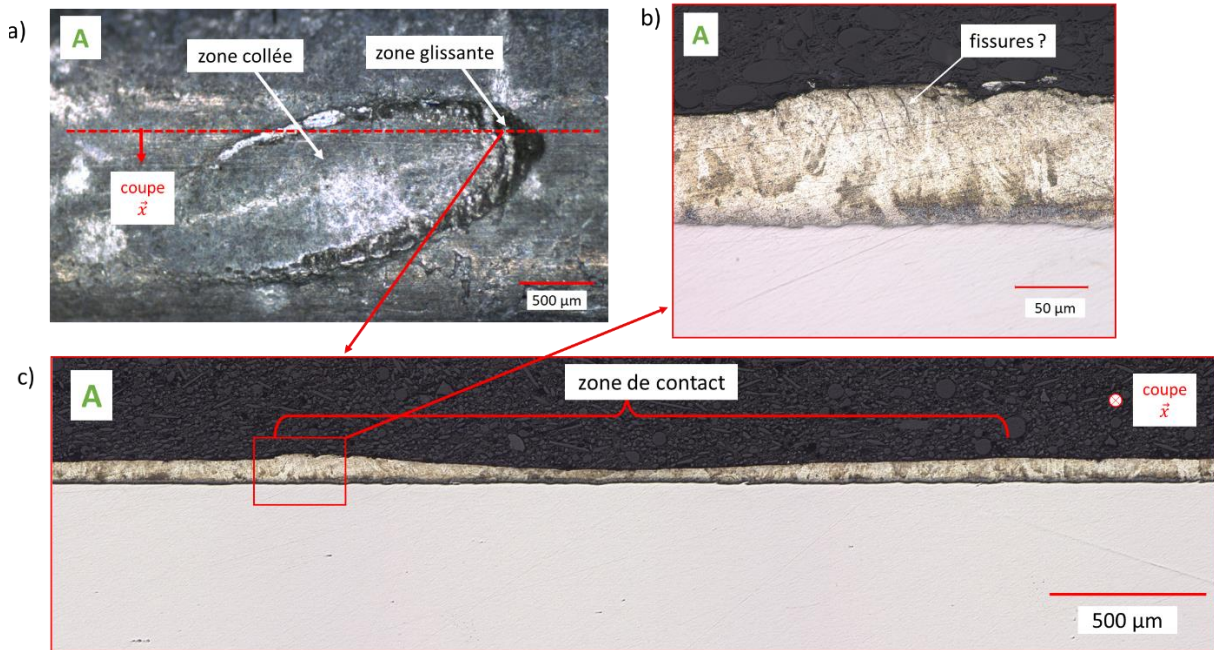 a)
A
zone collée
zone glissante
coupe
x⃗
500 µm
b)
A
fissures ?
50 µm
c)
A
zone de contact
coupe
x⃗
500 µm